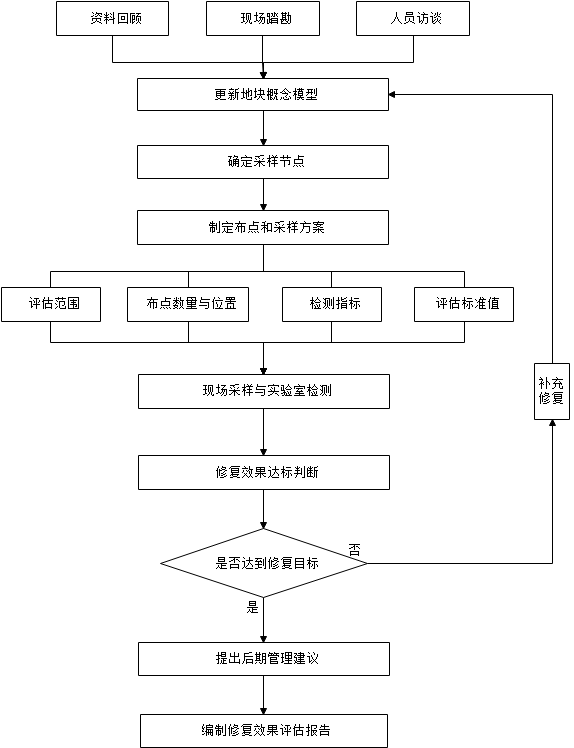 资料回顾
现场踏勘
人员访谈
更新地块概念模型
确定采样节点
制定布点和采样方案
评估范围
布点数量与位置
检测指标
评估标准值
现场采样与实验室检测
补充
修复
修复效果达标判断
是否达到修复目标
否
是
提出后期管理建议
编制修复效果评估报告